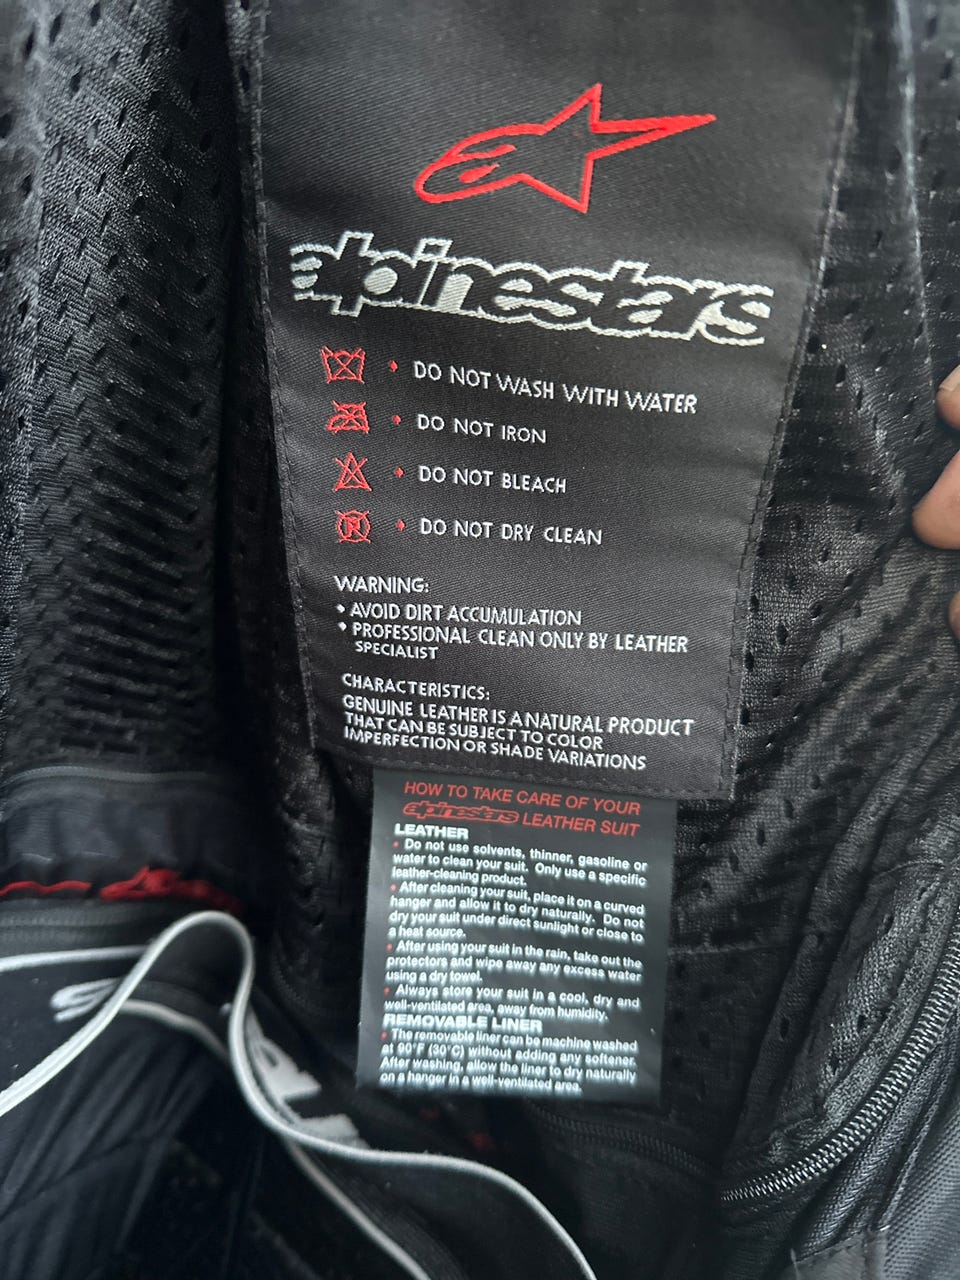 alpinestars
DO NOT WASH WITH WATER
DO NOT IRON
DO NOT BLEACH
DO NOT DRY CLEAN
WARNING:
• AVOID DIRT ACCUMULATION
• PROFESSIONAL CLEAN ONLY BY LEATHER
SPECIALIST
CHARACTERISTICS:
GENUINE LEATHER IS A NATURAL PRODUCT
THAT CAN BE SUBJECT TO COLOR
IMPERFECTION OR SHADE VARIATIONS
HOW TO TAKE CARE OF YOUR
alpinestars LEATHER SUIT
LEATHER
• Do not use solvents, thinner, gasoline or
water to clean your suit. Only use a specific
leather-cleaning product.
• After cleaning your suit, place it on a curved
hanger and allow it to dry naturally. Do not
dry your suit under direct sunlight or close to
a heat source.
• After using your suit in the rain, take out the
protectors and wipe away any excess water
using a dry towel.
• Always store your suit in a cool, dry and
well-ventilated area, away from humidity.
REMOVABLE LINER
• The removable liner can be machine washed
at 90°F (30°C) without adding any softener.
After washing, allow the liner to dry naturally
on a hanger in a well-ventilated area.